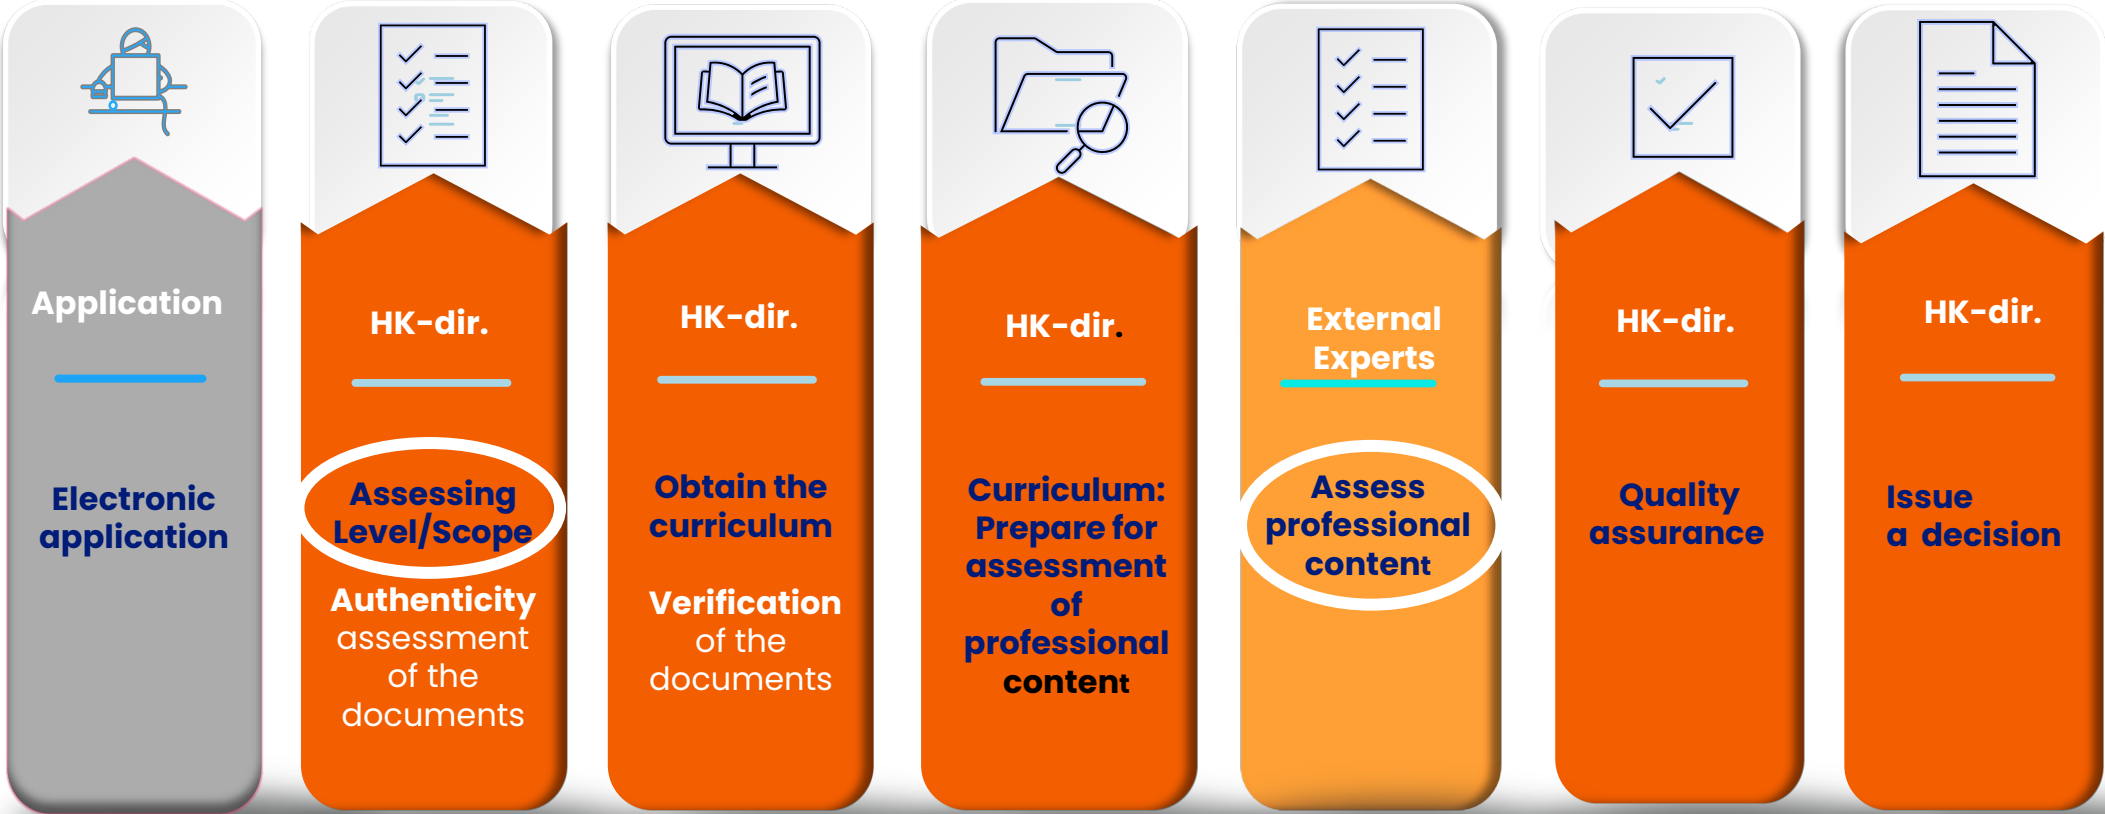 Application
Electronic
application
HK-dir.
Assessing
Level/Scope
Authenticity
assessment
of the
documents
HK-dir.
Obtain the
curriculum
Verification
of the
documents
HK-dir.
Curriculum:
Prepare for
assessment
of
professional
content
External
Experts
Assess
professional
content
HK-dir.
Quality
assurance
HK-dir.
Issue
a decision